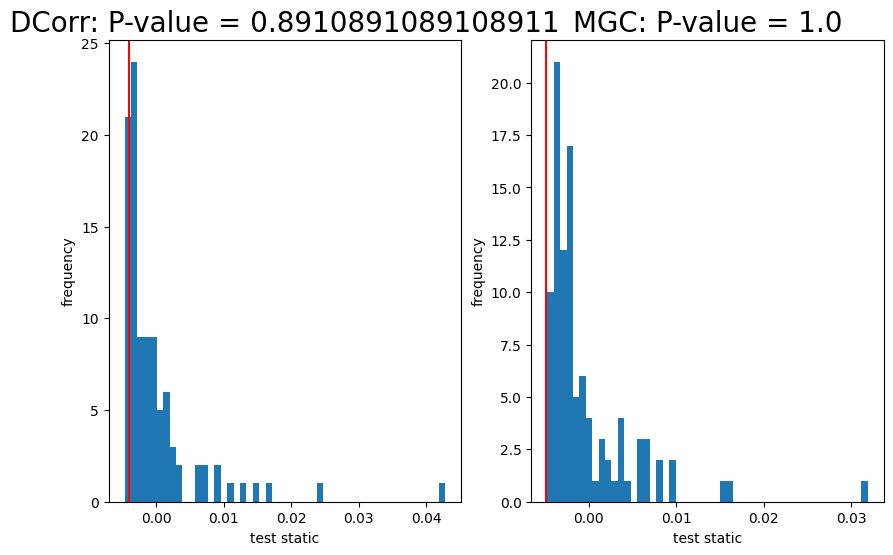 DCorr: P-value = 0.8910891089108911 MGC: P-value = 1.0
25
20
15
10
5
0
frequency
0.00 0.01 0.02 0.03 0.04
test static
20.0
17.5
15.0
12.5
10.0
7.5
5.0
2.5
0.0
frequency
0.00 0.01 0.02 0.03
test static